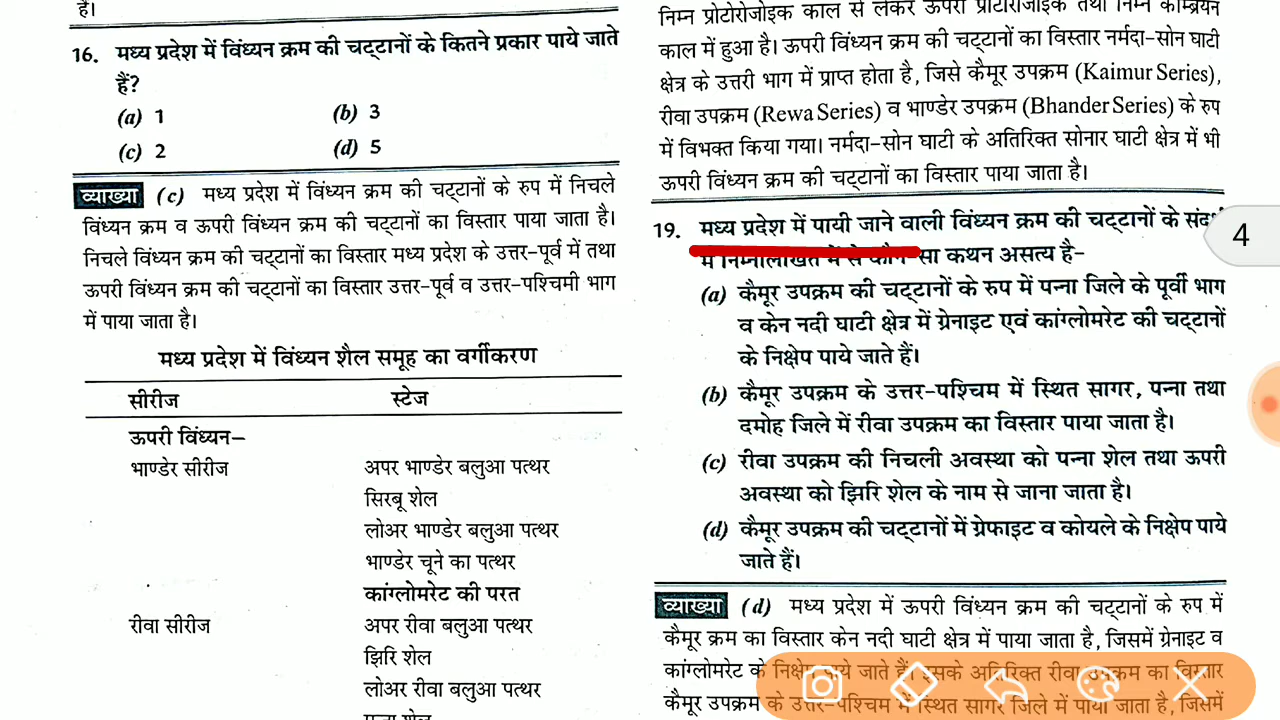 हैं।
16. मध्य प्रदेश में विंध्यन क्रम की चट्टानों के कितने प्रकार पाये जाते
हैं?
(a) 1 (b) 3
(c) 2 (d) 5
व्याख्या (c) मध्य प्रदेश में विंध्यन क्रम की चट्टानों के रुप में निचले
विंध्यन क्रम व ऊपरी विंध्यन क्रम की चट्टानों का विस्तार पाया जाता है।
निचले विंध्यन क्रम की चट्टानों का विस्तार मध्य प्रदेश के उत्तर-पूर्व में तथा
ऊपरी विंध्यन क्रम की चट्टानों का विस्तार उत्तर-पूर्व व उत्तर-पश्चिमी भाग
में पाया जाता है।
मध्य प्रदेश में विंध्यन शैल समूह का वर्गीकरण
सीरीज स्टेज
ऊपरी विंध्यन–
भाण्डेर सीरीज अपर भाण्डेर बलुआ पत्थर
सिरबू शेल
लोअर भाण्डेर बलुआ पत्थर
भाण्डेर चूने का पत्थर
कांग्लोमरेट की परत
रीवा सीरीज अपर रीवा बलुआ पत्थर
झिरि शेल
लोअर रीवा बलुआ पत्थर
पन्ना शेल
निम्न प्रोटोरोजोइक काल से लेकर ऊपरी प्रोटोरोजोइक तथा निम्न कैम्ब्रियन
काल में हुआ है। ऊपरी विंध्यन क्रम की चट्टानों का विस्तार नर्मदा-सोन घाटी
क्षेत्र के उत्तरी भाग में प्राप्त होता है, जिसे कैमूर उपक्रम (Kaimur Series),
रीवा उपक्रम (Rewa Series) व भाण्डेर उपक्रम (Bhander Series) के रुप
में विभक्त किया गया। नर्मदा-सोन घाटी के अतिरिक्त सोनार घाटी क्षेत्र में भी
ऊपरी विंध्यन क्रम की चट्टानों का विस्तार पाया जाता है।
19. मध्य प्रदेश में पायी जाने वाली विंध्यन क्रम की चट्टानों के संदर्भ
में निम्नलिखित में से कौन सा कथन असत्य है–
(a) कैमूर उपक्रम की चट्टानों के रुप में पन्ना जिले के पूर्वी भाग
व केन नदी घाटी क्षेत्र में ग्रेनाइट एवं कांग्लोमरेट की चट्टानों
के निक्षेप पाये जाते हैं।
(b) कैमूर उपक्रम के उत्तर-पश्चिम में स्थित सागर, पन्ना तथा
दमोह जिले में रीवा उपक्रम का विस्तार पाया जाता है।
(c) रीवा उपक्रम की निचली अवस्था को पन्ना शेल तथा ऊपरी
अवस्था को झिरि शेल के नाम से जाना जाता है।
(d) कैमूर उपक्रम की चट्टानों में ग्रेफाइट व कोयले के निक्षेप पाये
जाते हैं।
व्याख्या (d) मध्य प्रदेश में ऊपरी विंध्यन क्रम की चट्टानों के रुप में
कैमूर क्रम का विस्तार केन नदी घाटी क्षेत्र में पाया जाता है, जिसमें ग्रेनाइट व
कांग्लोमरेट के निक्षेप पाये जाते हैं। इसके अतिरिक्त रीवा उपक्रम का विस्तार
कैमूर उपक्रम के उत्तर-पश्चिम में स्थित सागर जिले में पाया जाता है, जिसमें
4